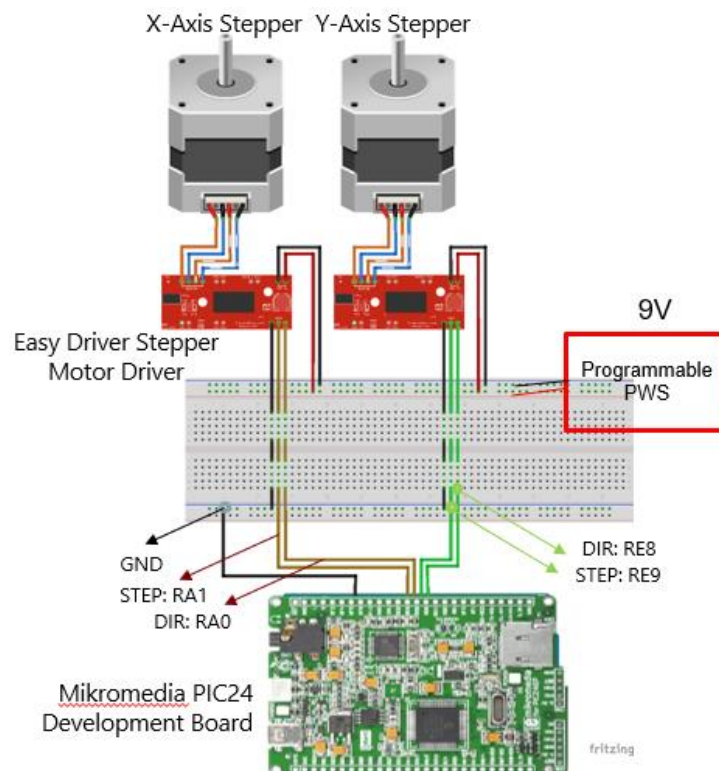 X-Axis Stepper Y-Axis Stepper
Easy Driver Stepper
Motor Driver
9V
Programmable
PWS
GND
STEP: RA1
DIR: RA0
DIR: RE8
STEP: RE9
Mikromedia PIC24
Development Board
fritzing